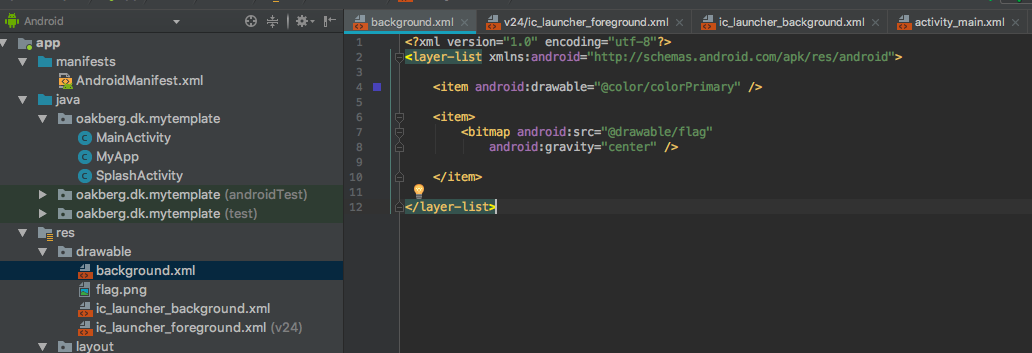 Android
app
manifests
AndroidManifest.xml
java
oakberg.dk.mytemplate
MainActivity
MyApp
SplashActivity
oakberg.dk.mytemplate (androidTest)
oakberg.dk.mytemplate (test)
res
drawable
background.xml
flag.png
ic_launcher_background.xml
ic_launcher_foreground.xml (v24)
layout
background.xml
v24/ic_launcher_foreground.xml
ic_launcher_background.xml
activity_main.xml
1 <?xml version="1.0" encoding="utf-8"?>
2 <layer-list xmlns:android="http://schemas.android.com/apk/res/android">
3
4 <item android:drawable="@color/colorPrimary" />
5
6 <item>
7 <bitmap android:src="@drawable/flag"
8 android:gravity="center" />
9
10 </item>
11
12 </layer-list>